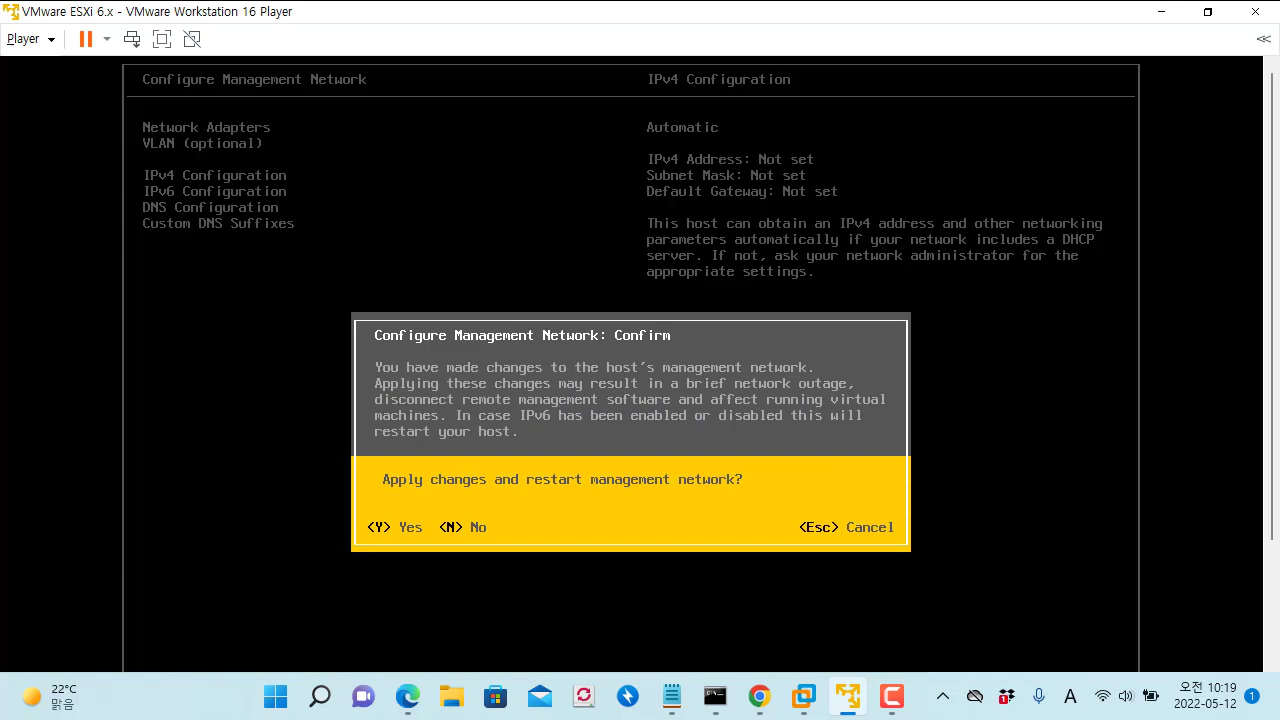 VMware ESXi 6.x - VMware Workstation 16 Player
Player
Configure Management Network
IPv4 Configuration
Network Adapters
VLAN (optional)
IPv4 Configuration
IPv6 Configuration
DNS Configuration
Custom DNS Suffixes
Automatic
IPv4 Address: Not set
Subnet Mask: Not set
Default Gateway: Not set
This host can obtain an IPv4 address and other networking
parameters automatically if your network includes a DHCP
server. If not, ask your network administrator for the
appropriate settings.
Configure Management Network: Confirm
You have made changes to the host's management network.
Applying these changes may result in a brief network outage,
disconnect remote management software and affect running virtual
machines. In case IPv6 has been enabled or disabled this will
restart your host.
Apply changes and restart management network?
<Y> Yes <N> No <Esc> Cancel
22°C
맑음
1
A
오전 10:19
2022-05-12
1